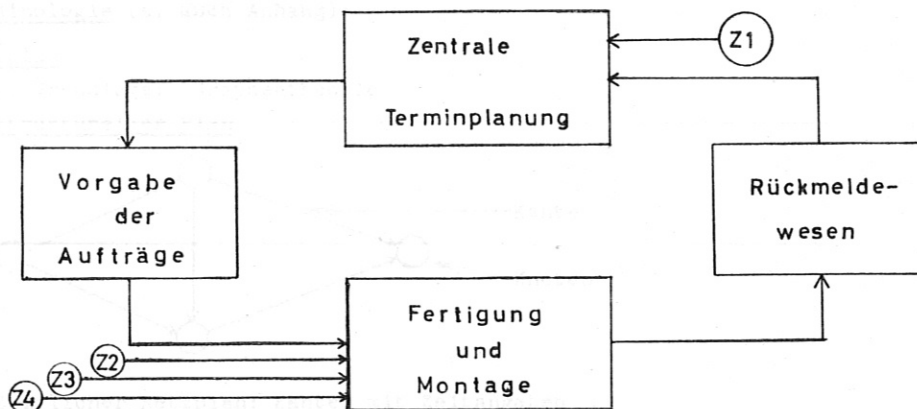 Zentrale
Terminplanung
Z1
Vorgabe
der
Aufträge
Rückmelde-
wesen
Fertigung
und
Montage
Z2
Z3
Z4